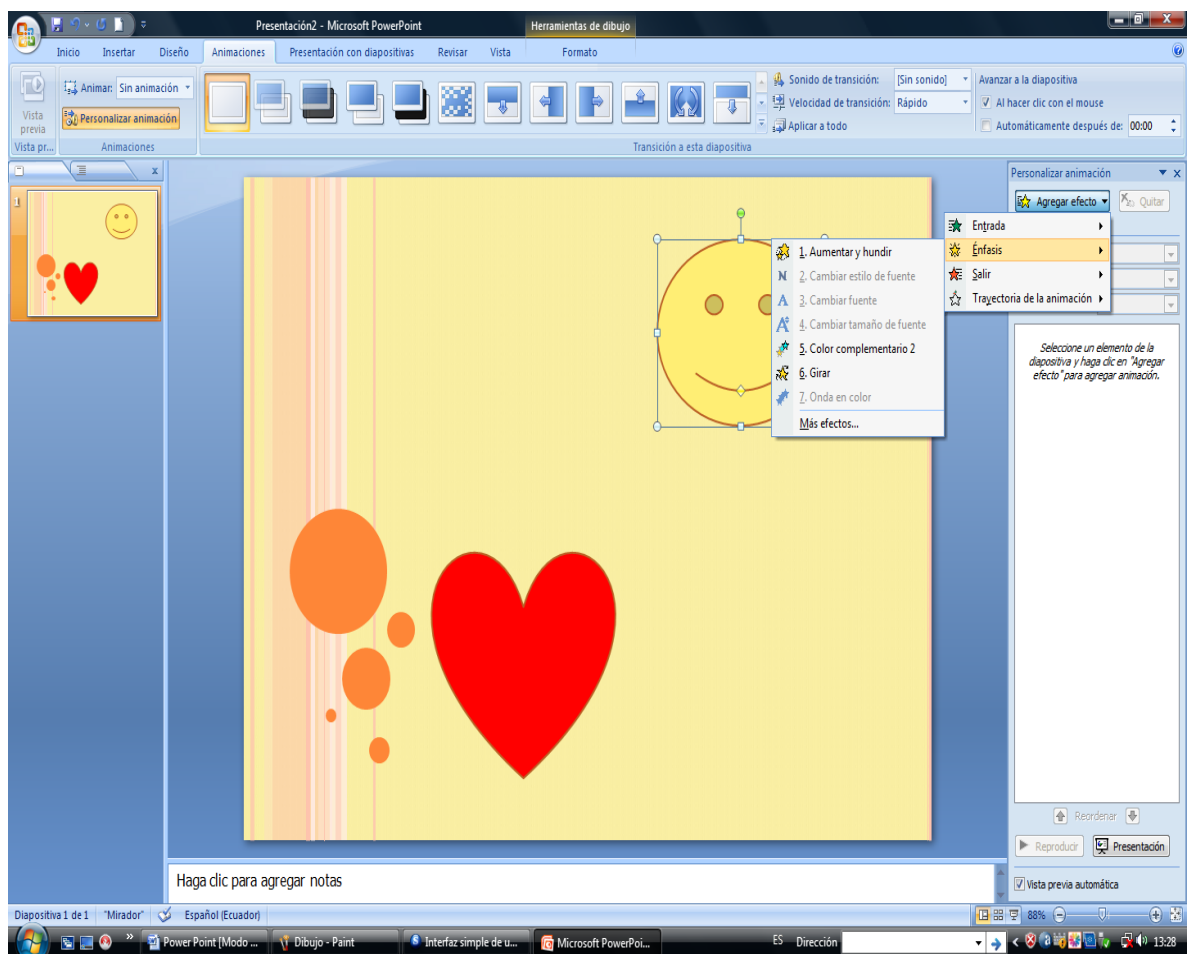 Presentación2 - Microsoft PowerPoint
Herramientas de dibujo
Inicio Insertar Diseño Animaciones Presentación con diapositivas Revisar Vista Formato
Vista previa
Animar: Sin animación
Personalizar animación
Sonido de transición: [Sin sonido]
Velocidad de transición: Rápido
Aplicar a todo
Avanzar a la diapositiva
Al hacer clic con el mouse
Automáticamente después de: 00:00
Vista pr... Animaciones Transición a esta diapositiva
1
Personalizar animación
Agregar efecto Quitar
Entrada
Énfasis
Salir
Trayectoria de la animación
1. Aumentar y hundir
2. Cambiar estilo de fuente
3. Cambiar fuente
4. Cambiar tamaño de fuente
5. Color complementario 2
6. Girar
7. Onda en color
Más efectos...
Seleccione un elemento de la
diapositiva y haga clic en "Agregar
efecto" para agregar animación.
Reordenar
Reproducir Presentación
Vista previa automática
Haga clic para agregar notas
Diapositiva 1 de 1 "Mirador" Español (Ecuador) 88%
Power Point [Modo ... Dibujo - Paint Interfaz simple de u... Microsoft PowerPoi... ES Dirección 13:28